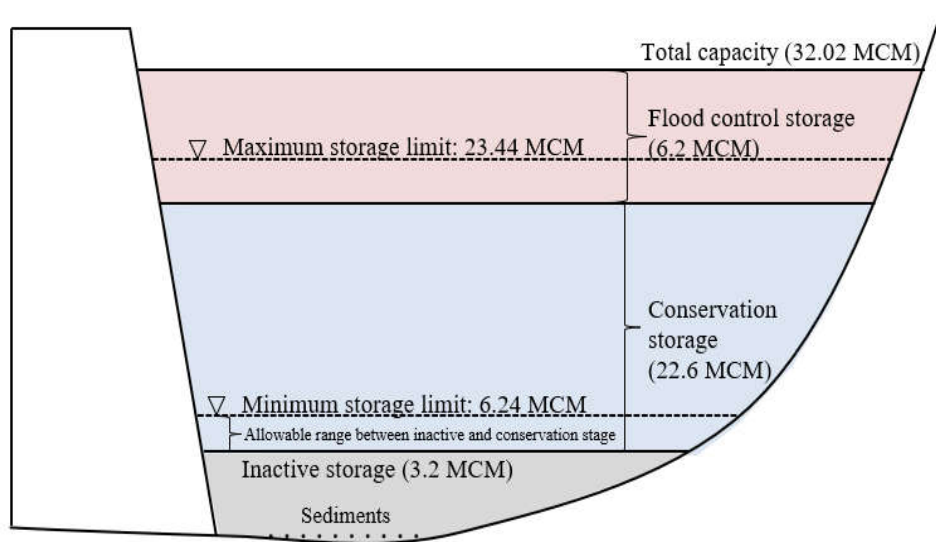 Total capacity (32.02 MCM)
Flood control storage
(6.2 MCM)
Maximum storage limit: 23.44 MCM
Conservation
storage
(22.6 MCM)
Minimum storage limit: 6.24 MCM
Allowable range between inactive and conservation stage
Inactive storage (3.2 MCM)
Sediments